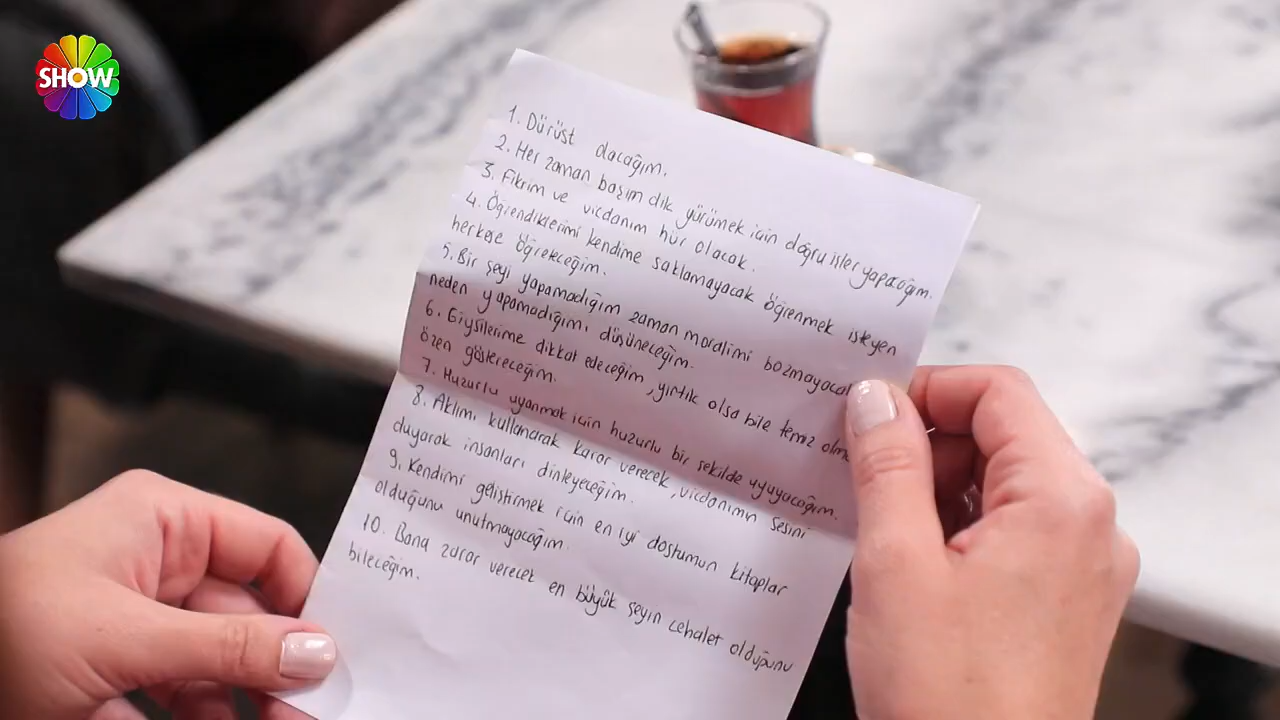 SHOW
1. Dürüst olacağım.
2. Her zaman başım dik yürümek için doğru işler yapacağım.
3. Fikrim ve vicdanım hür olacak.
4. Öğrendiklerimi kendime saklamayacak öğrenmek isteyen
herkese öğreteceğim.
5. Bir şeyi yapamadığım zaman moralimi bozmayacak
neden yapamadığımı düşüneceğim.
6. Giysilerime dikkat edeceğim, yırtık olsa bile temiz
özen göstereceğim.
7. Huzurlu uyanmak için huzurlu bir şekilde uyuyacağım.
8. Aklımı kullanarak karar verecek, vicdanımın sesini
duyarak insanları dinleyeceğim.
9. Kendimi geliştirmek için en iyi dostumun kitaplar
olduğunu unutmayacağım.
10. Bana zarar verecek en büyük şeyin cehalet olduğunu
bileceğim.